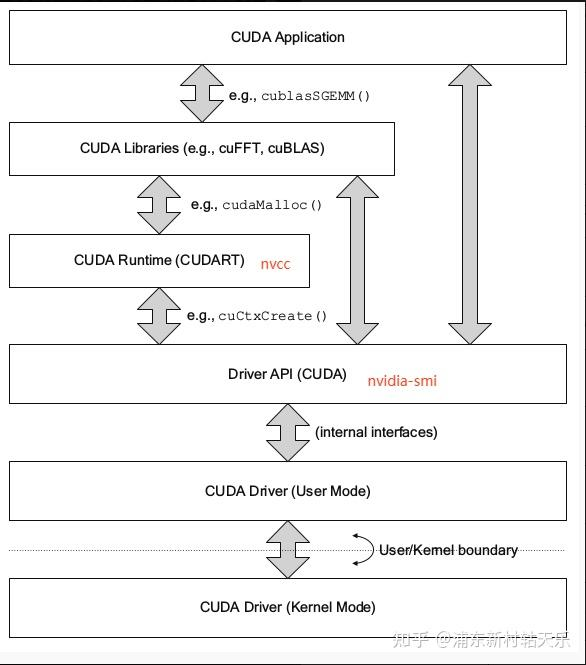 CUDA Application
e.g., cublasSGEMM()
CUDA Libraries (e.g., cuFFT, cuBLAS)
e.g., cudaMalloc()
CUDA Runtime (CUDART) nvcc
e.g., cuCtxCreate()
Driver API (CUDA) nvidia-smi
(internal interfaces)
CUDA Driver (User Mode)
User/Kernel boundary
CUDA Driver (Kernel Mode)
知乎 @浦东新村钻天乐